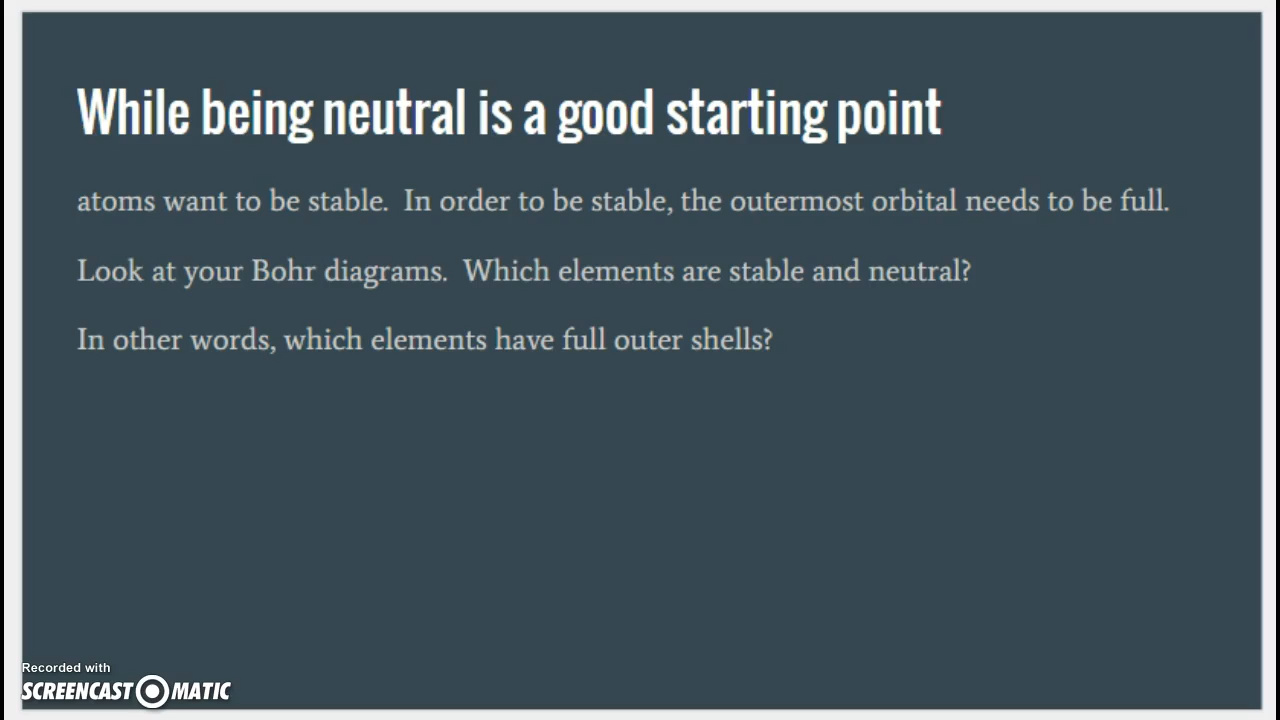 While being neutral is a good starting point
atoms want to be stable.  In order to be stable, the outermost orbital needs to be full.
Look at your Bohr diagrams.  Which elements are stable and neutral?
In other words, which elements have full outer shells?
Recorded with
SCREENCAST MATIC